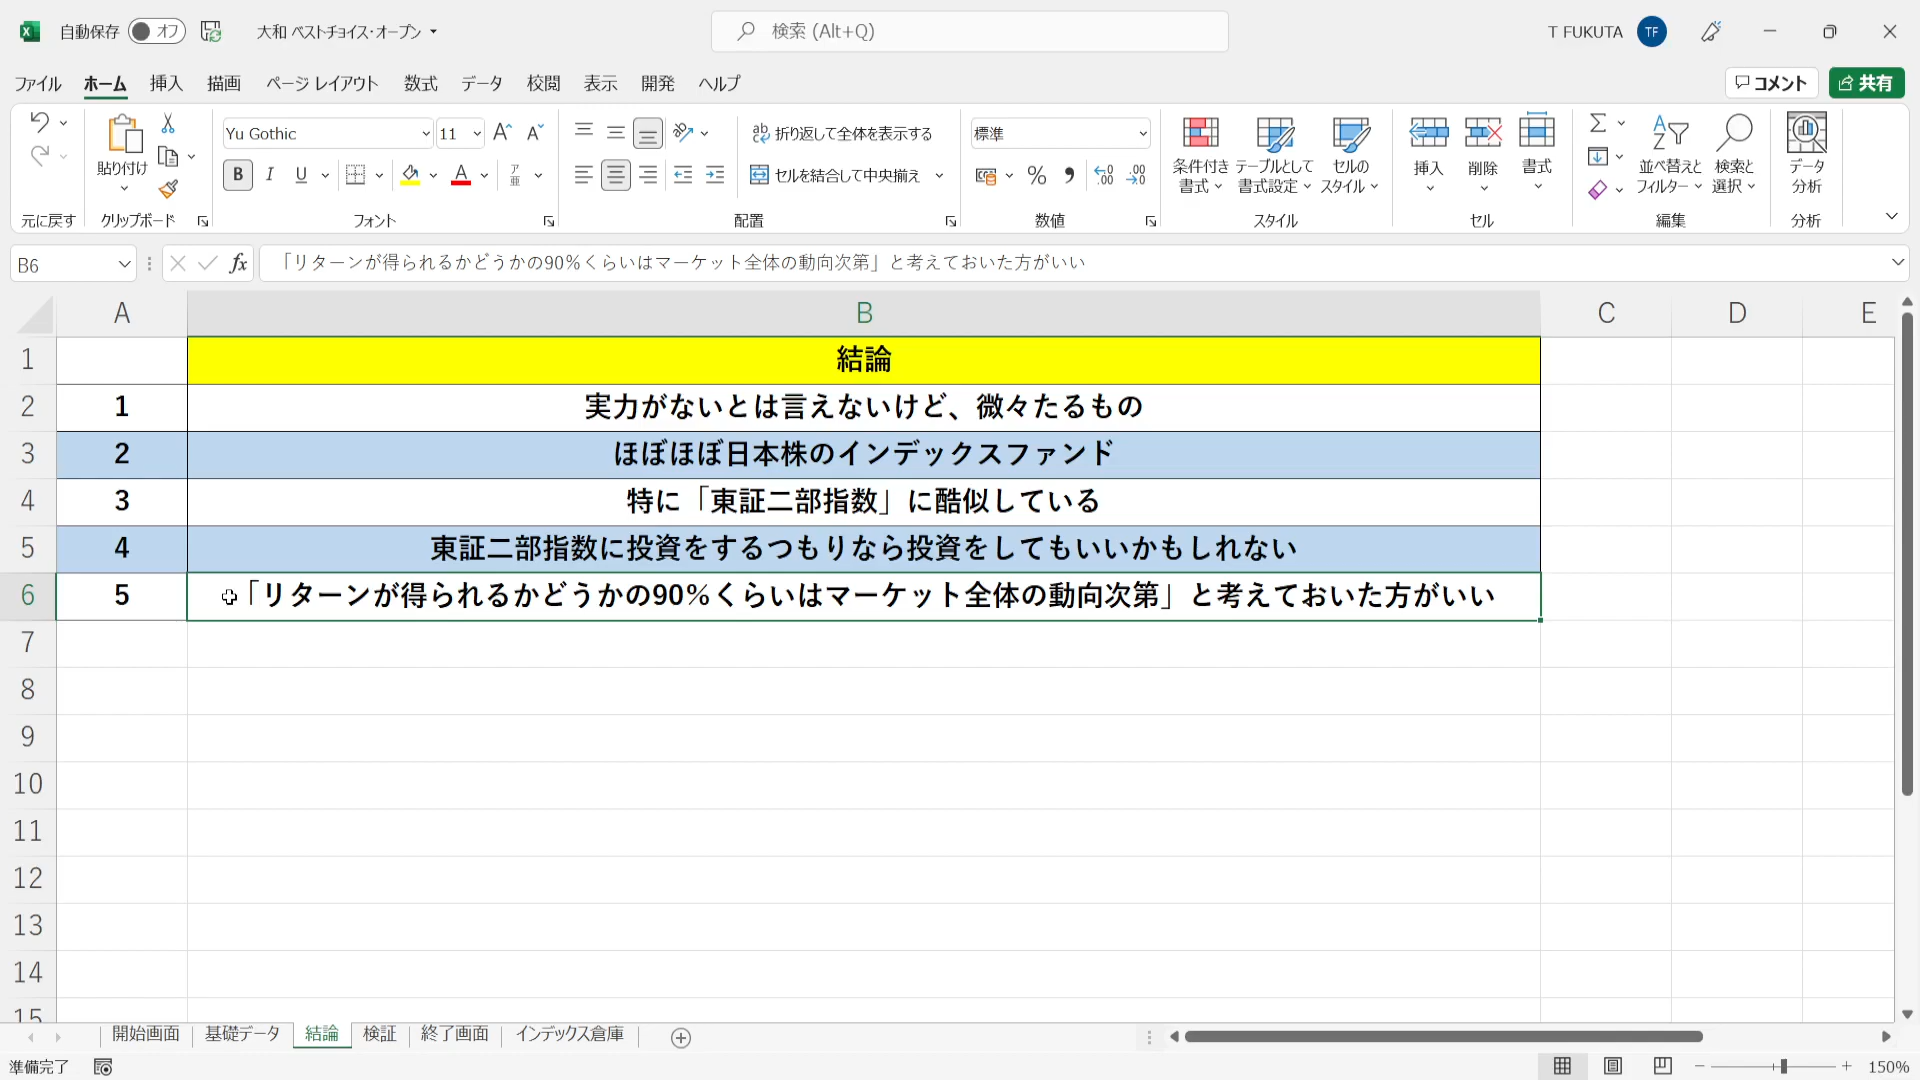 自動保存 オフ 大和 ベストチョイス・オープン 検索 (Alt+Q) T FUKUTA TF
ファイル ホーム 挿入 描画 ページ レイアウト 数式 データ 校閲 表示 開発 ヘルプ コメント 共有
貼り付け
Yu Gothic 11
折り返して全体を表示する
標準
条件付き書式
テーブルとして書式設定
セルのスタイル
挿入 削除 書式
並べ替えとフィルター
検索と選択
データ分析
B I U
セルを結合して中央揃え
元に戻す クリップボード フォント 配置 数値 スタイル セル 編集 分析
B6 fx 「リターンが得られるかどうかの90%くらいはマーケット全体の動向次第」と考えておいた方がいい
A B C D E
1 結論
2 1 実力がないとは言えないけど、微々たるもの
3 2 ほぼほぼ日本株のインデックスファンド
4 3 特に「東証二部指数」に酷似している
5 4 東証二部指数に投資をするつもりなら投資をしてもいいかもしれない
6 5 「リターンが得られるかどうかの90%くらいはマーケット全体の動向次第」と考えておいた方がいい
7
8
9
10
11
12
13
14
15
開始画面 基礎データ 結論 検証 終了画面 インデックス倉庫
準備完了 150%